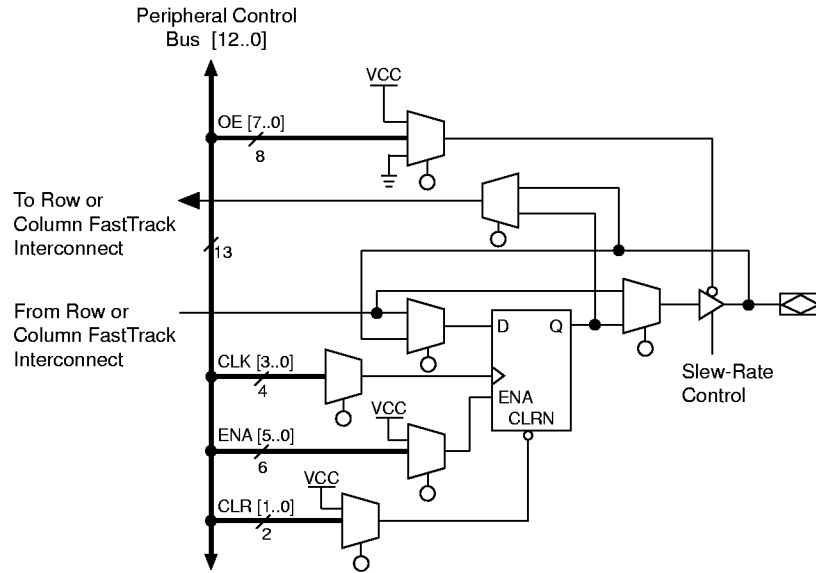 Peripheral Control
Bus [12..0]
VCC
OE [7..0]
8
To Row or
Column FastTrack
Interconnect
13
From Row or
Column FastTrack
Interconnect
D
Q
CLK [3..0]
4
Slew-Rate
Control
VCC
ENA
CLRN
ENA [5..0]
6
VCC
CLR [1..0]
2